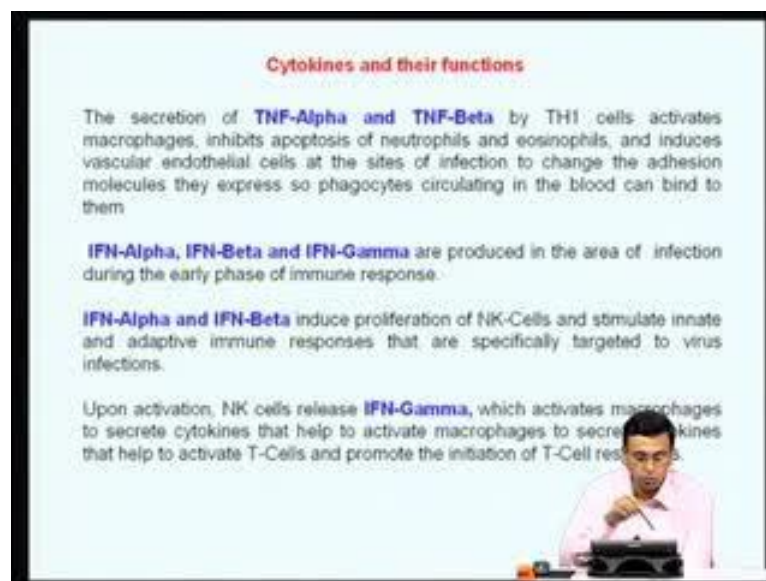 Cytokines and their functions
The secretion of TNF-Alpha and TNF-Beta by TH1 cells activates
macrophages, inhibits apoptosis of neutrophils and eosinophils, and induces
vascular endothelial cells at the sites of infection to change the adhesion
molecules they express so phagocytes circulating in the blood can bind to
them
IFN-Alpha, IFN-Beta and IFN-Gamma are produced in the area of infection
during the early phase of immune response.
IFN-Alpha and IFN-Beta induce proliferation of NK-Cells and stimulate innate
and adaptive immune responses that are specifically targeted to virus
infections.
Upon activation, NK cells release IFN-Gamma, which activates macrophages
to secrete cytokines that help to activate macrophages to
that help to activate T-Cells and promote the initiation of T-Cell